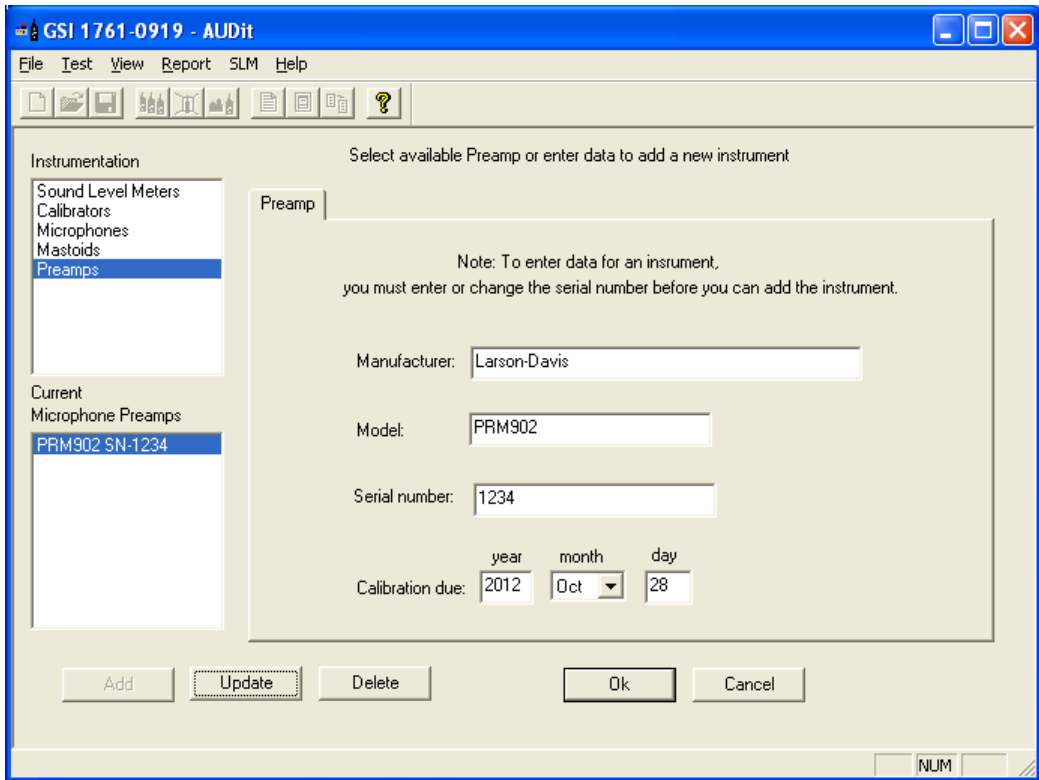 GSI 1761-0919 - AUDit
File Test View Report SLM Help
Select available Preamp or enter data to add a new instrument
Instrumentation
Sound Level Meters
Calibrators
Microphones
Mastoids
Preamps
Current
Microphone Preamps
PRM902 SN-1234
Preamp
Note: To enter data for an insrument,
you must enter or change the serial number before you can add the instrument.
Manufacturer: Larson-Davis
Model: PRM902
Serial number: 1234
year month day
Calibration due: 2012 Oct 28
Add Update Delete Ok Cancel
NUM